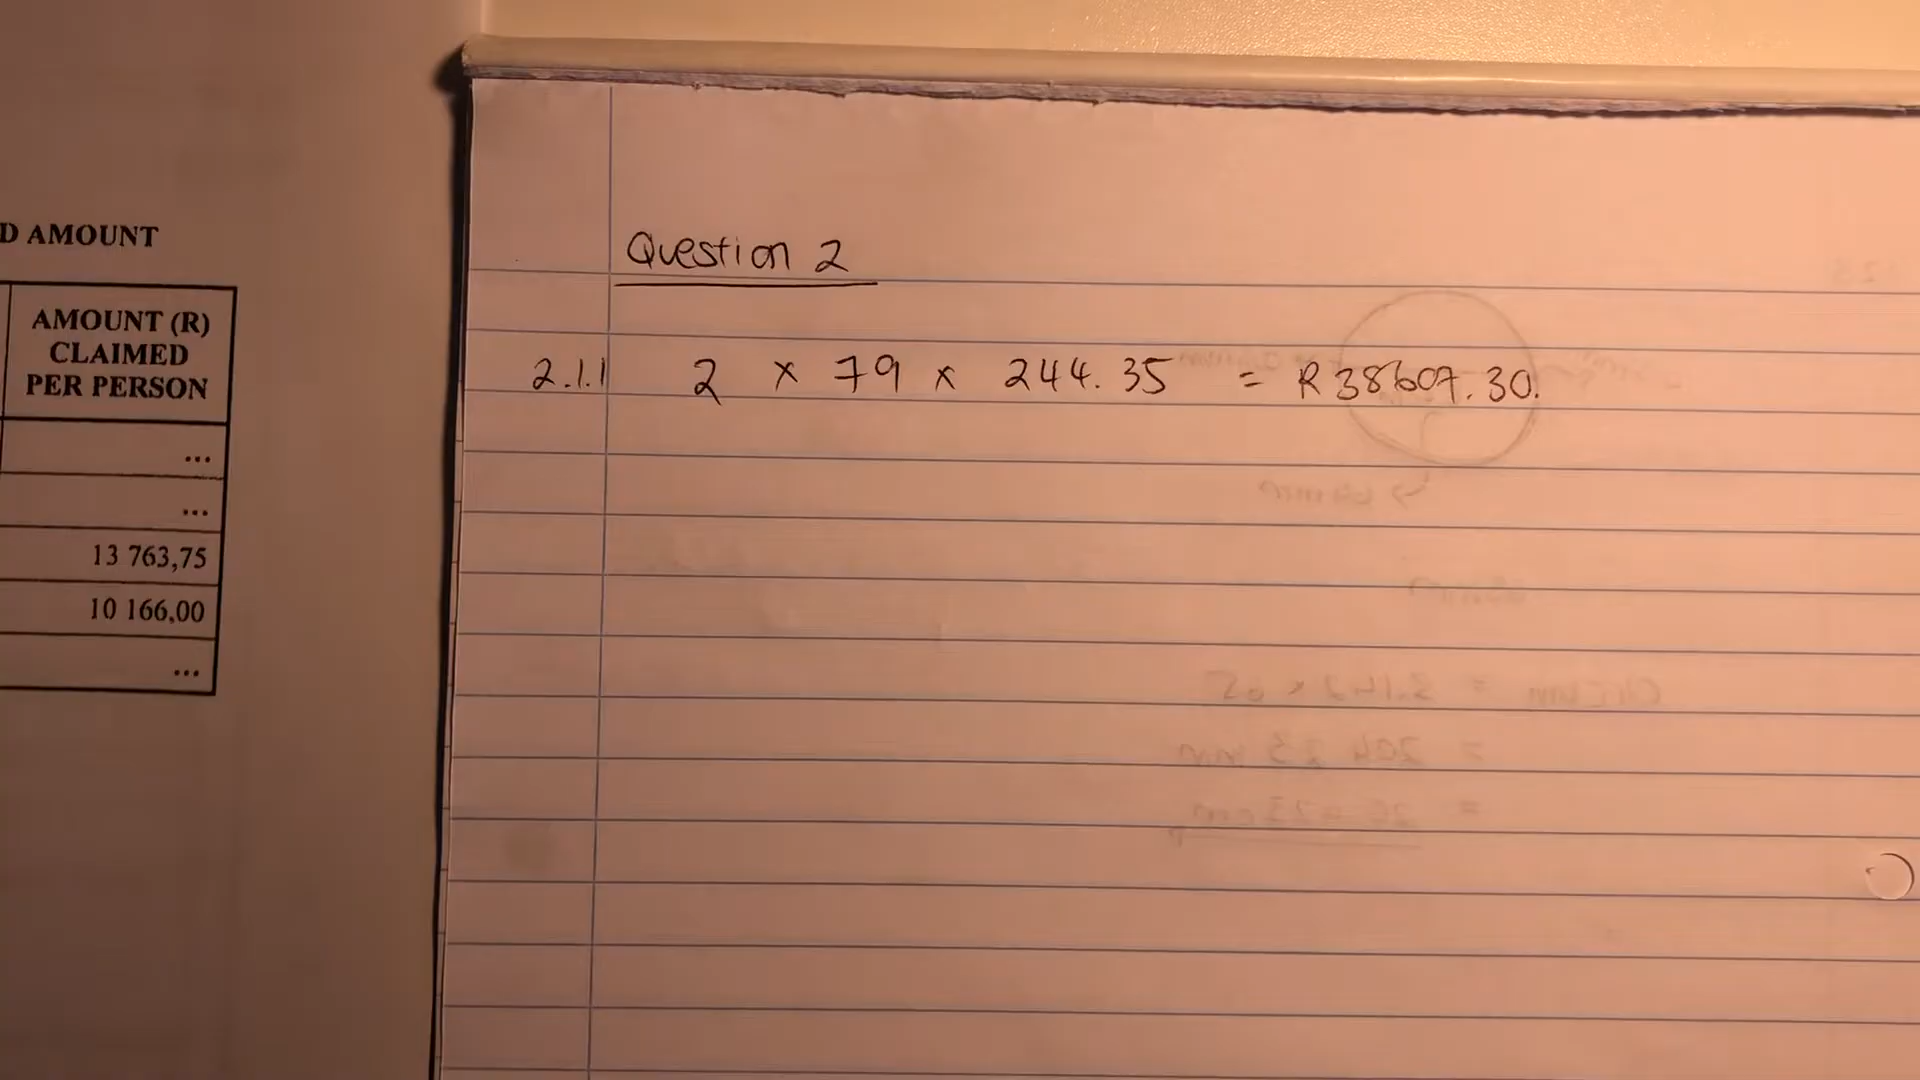 D AMOUNT
AMOUNT (R)
CLAIMED
PER PERSON
...
...
13 763,75
10 166,00
...
Question 2
2.1.1 2 × 79 × 244.35 = R38607.30.